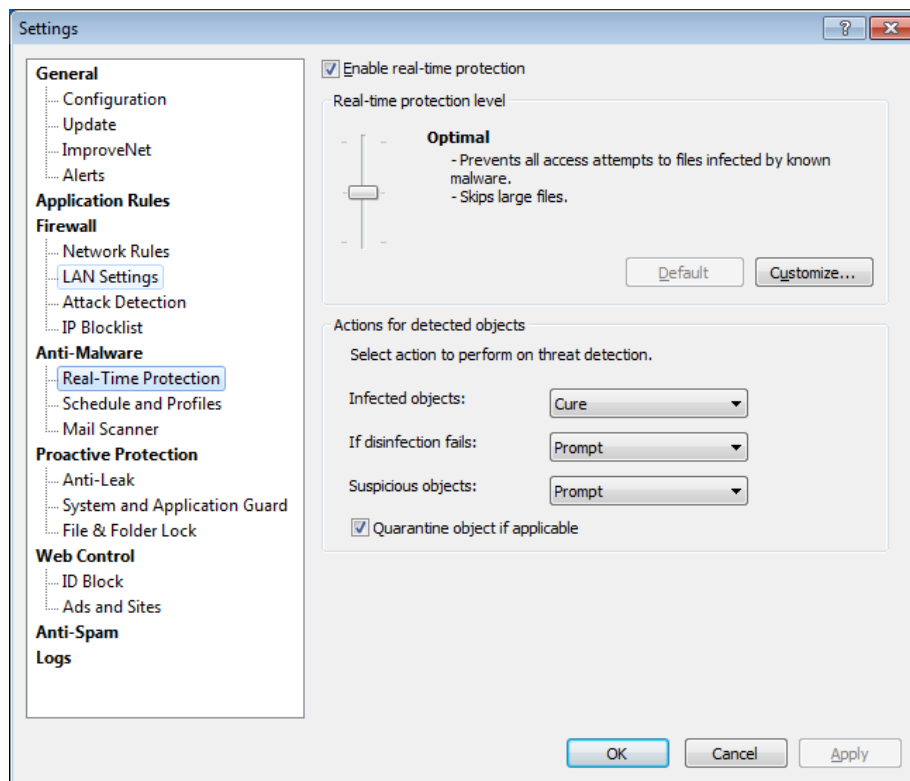 Settings
General
Configuration
Update
ImproveNet
Alerts
Application Rules
Firewall
Network Rules
LAN Settings
Attack Detection
IP Blocklist
Anti-Malware
Real-Time Protection
Schedule and Profiles
Mail Scanner
Proactive Protection
Anti-Leak
System and Application Guard
File & Folder Lock
Web Control
ID Block
Ads and Sites
Anti-Spam
Logs
Enable real-time protection
Real-time protection level
Optimal
- Prevents all access attempts to files infected by known
malware.
- Skips large files.
Default
Customize...
Actions for detected objects
Select action to perform on threat detection.
Infected objects: Cure
If disinfection fails: Prompt
Suspicious objects: Prompt
Quarantine object if applicable
OK Cancel Apply